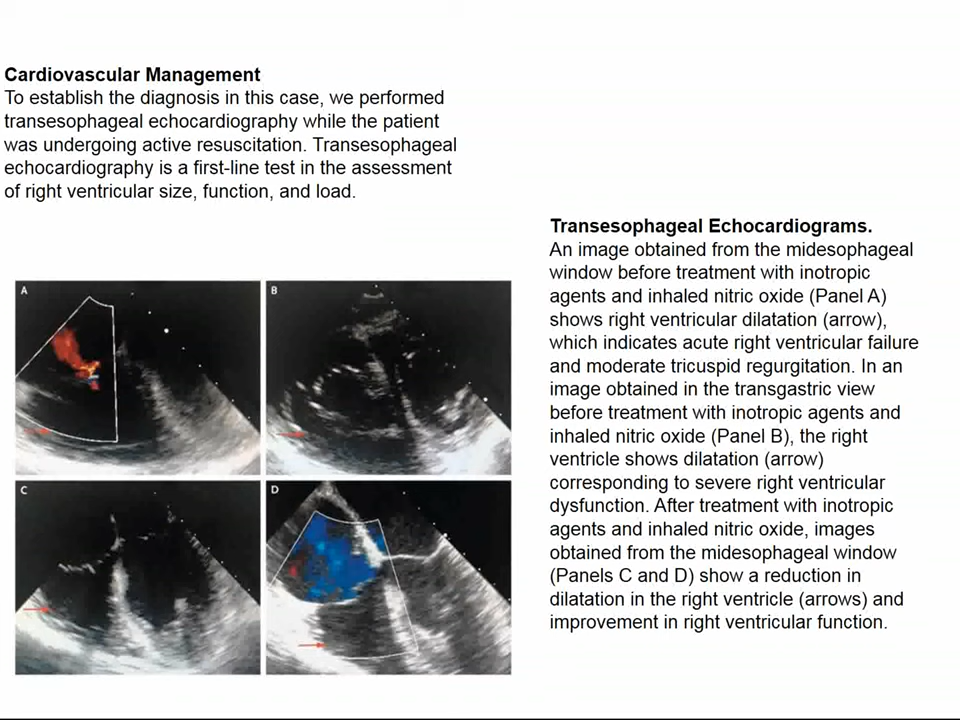 Cardiovascular Management
To establish the diagnosis in this case, we performed
transesophageal echocardiography while the patient
was undergoing active resuscitation. Transesophageal
echocardiography is a first-line test in the assessment
of right ventricular size, function, and load.
Transesophageal Echocardiograms.
An image obtained from the midesophageal
window before treatment with inotropic
agents and inhaled nitric oxide (Panel A)
shows right ventricular dilatation (arrow),
which indicates acute right ventricular failure
and moderate tricuspid regurgitation. In an
image obtained in the transgastric view
before treatment with inotropic agents and
inhaled nitric oxide (Panel B), the right
ventricle shows dilatation (arrow)
corresponding to severe right ventricular
dysfunction. After treatment with inotropic
agents and inhaled nitric oxide, images
obtained from the midesophageal window
(Panels C and D) show a reduction in
dilatation in the right ventricle (arrows) and
improvement in right ventricular function.
A
B
C
D